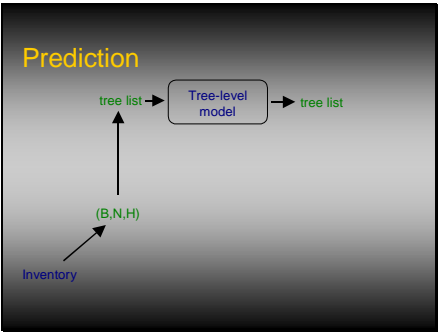 Prediction
tree list
Tree-level
model
tree list
(B,N,H)
Inventory